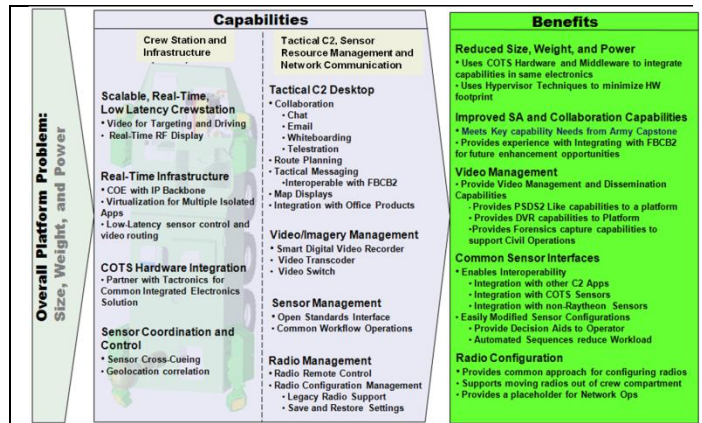 Overall Platform Problem:
Size, Weight, and Power
Capabilities
Crew Station and
Infrastructure
Scalable, Real-Time,
Low Latency Crewstation
• Video for Targeting and Driving
• Real-Time RF Display
Real-Time Infrastructure
• COE with IP Backbone
• Virtualization for Multiple Isolated
Apps
• Low-Latency sensor control and
video routing
COTS Hardware Integration
• Partner with Tactronics for
Common Integrated Electronics
Solution
Sensor Coordination and
Control
• Sensor Cross-Cueing
• Geolocation correlation
Tactical C2, Sensor
Resource Management and
Network Communication
Tactical C2 Desktop
• Collaboration
• Chat
• Email
• Whiteboarding
• Telestration
• Route Planning
• Tactical Messaging
•Interoperable with FBCB2
• Map Displays
• Integration with Office Products
Video/Imagery Management
• Smart Digital Video Recorder
• Video Transcoder
• Video Switch
Sensor Management
• Open Standards Interface
• Common Workflow Operations
Radio Management
• Radio Remote Control
• Radio Configuration Management
• Legacy Radio Support
• Save and Restore Settings
Benefits
Reduced Size, Weight, and Power
• Uses COTS Hardware and Middleware to integrate
capabilities in same electronics
• Uses Hypervisor Techniques to minimize HW
footprint
Improved SA and Collaboration Capabilities
• Meets Key capability Needs from Army Capstone
• Provides experience with Integrating with FBCB2
for future enhancement opportunities
Video Management
• Provide Video Management and Dissemination
Capabilities
• Provides PSDS2 Like capabilities to a platform
• Provides DVR capabilities to Platform
•Provides Forensics capture capabilities to
support Civil Operations
Common Sensor Interfaces
• Enables Interoperability
• Integration with other C2 Apps
• Integration with COTS Sensors
• Integration with non-Raytheon Sensors
• Easily Modified Sensor Configurations
• Provide Decision Aids to Operator
• Automated Sequences reduce Workload
Radio Configuration
• Provides common approach for configuring radios
• Supports moving radios out of crew compartment
• Provides a placeholder for Network Ops